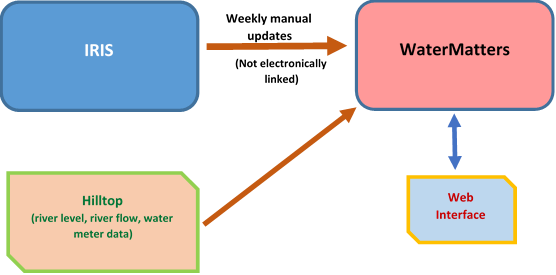 Weekly manual
updates
IRIS
WaterMatters
(Not electronically
linked)
Hilltop
(river level, river flow, water
meter data)
Web
Interface